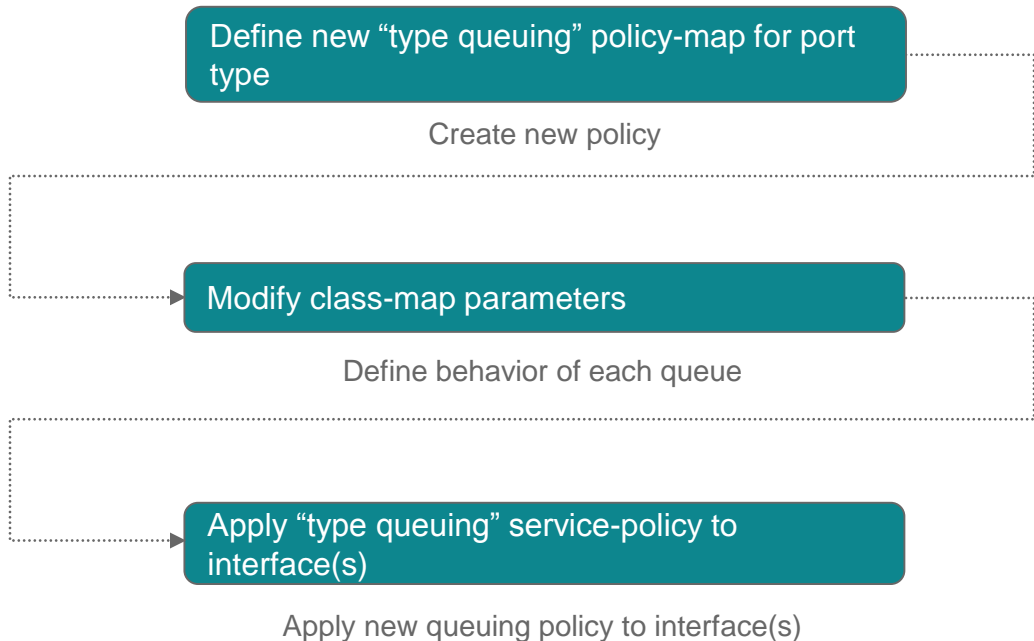 Define new “type queuing” policy-map for port
type
Create new policy
Modify class-map parameters
Define behavior of each queue
Apply “type queuing” service-policy to
interface(s)
Apply new queuing policy to interface(s)